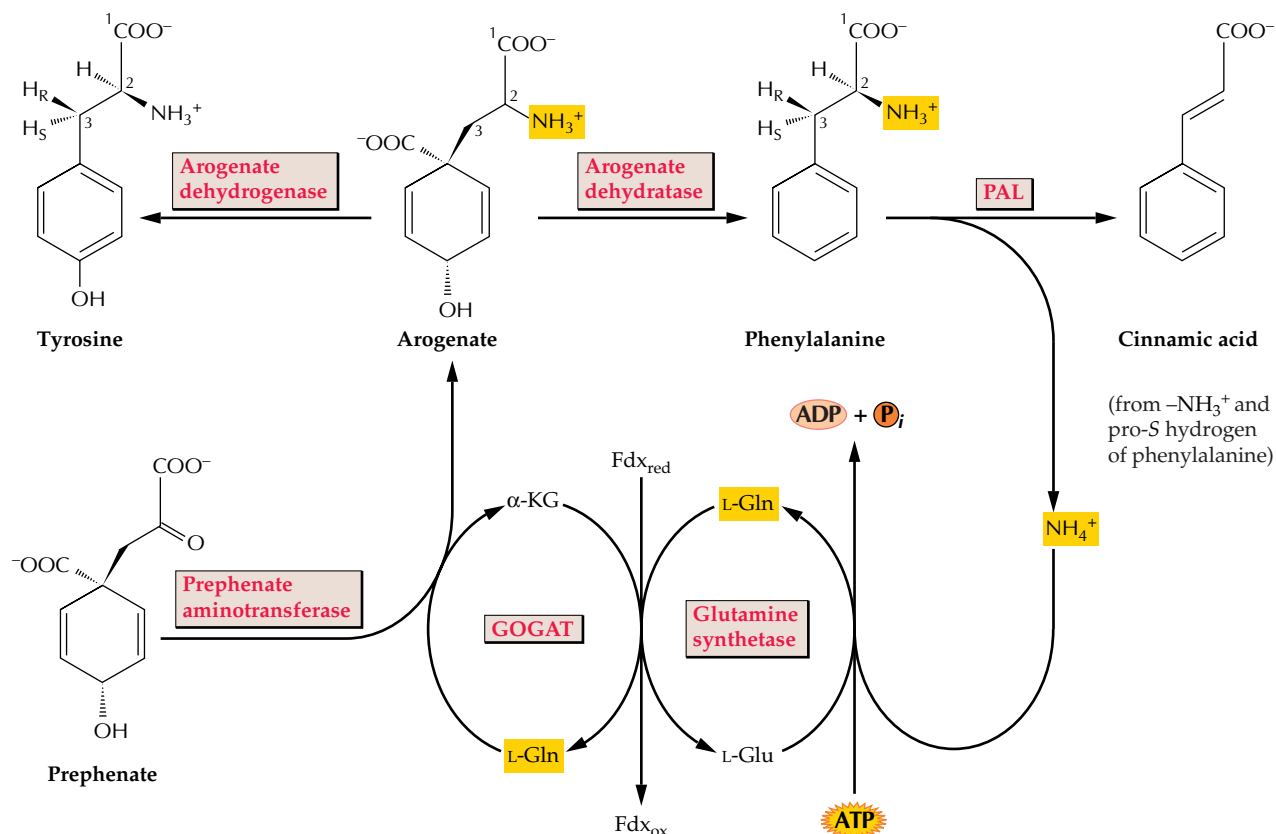 1COO−
H
2
HR
NH3+
HS
3
OH
Tyrosine
Arogenate
dehydrogenase
1COO−
2
NH3+
3
−OOC
OH
Arogenate
Arogenate
dehydratase
1COO−
H
2
HR
NH3+
HS
3
Phenylalanine
PAL
COO−
Cinnamic acid
(from –NH3+ and
pro-S hydrogen
of phenylalanine)
NH4+
ADP + Pi
Fdxred
α-KG
L-Gln
COO−
O
−OOC
OH
Prephenate
Prephenate
aminotransferase
GOGAT
Glutamine
synthetase
L-Gln
L-Glu
Fdxox
ATP